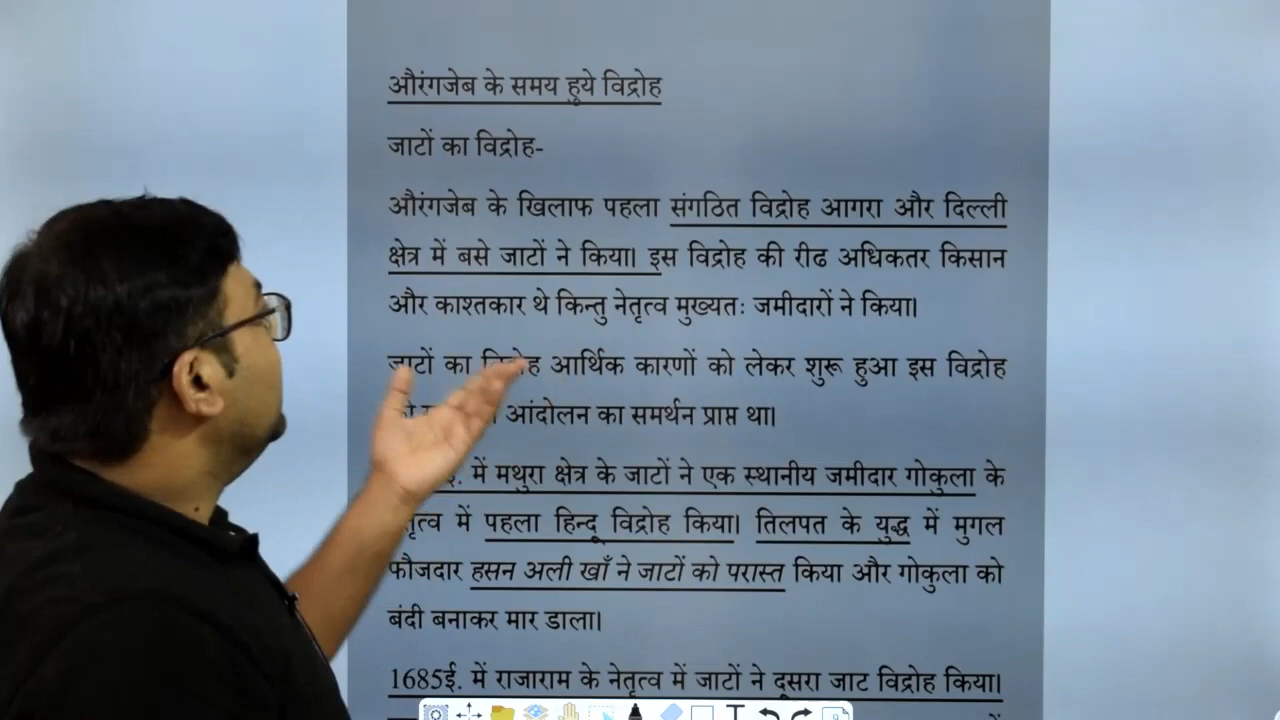 औरंगजेब के समय हुये विद्रोह
जाटों का विद्रोह-
औरंगजेब के खिलाफ पहला संगठित विद्रोह आगरा और दिल्ली
क्षेत्र में बसे जाटों ने किया। इस विद्रोह की रीढ अधिकतर किसान
और काश्तकार थे किन्तु नेतृत्व मुख्यतः जमीदारों ने किया।
जाटों का विद्रोह आर्थिक कारणों को लेकर शुरू हुआ इस विद्रोह
आंदोलन का समर्थन प्राप्त था।
में मथुरा क्षेत्र के जाटों ने एक स्थानीय जमीदार गोकुला के
में पहला हिन्दू विद्रोह किया। तिलपत के युद्ध में मुगल
फौजदार हसन अली खाँ ने जाटों को परास्त किया और गोकुला को
बंदी बनाकर मार डाला।
1685ई. में राजाराम के नेतृत्व में जाटों ने दूसरा जाट विद्रोह किया।